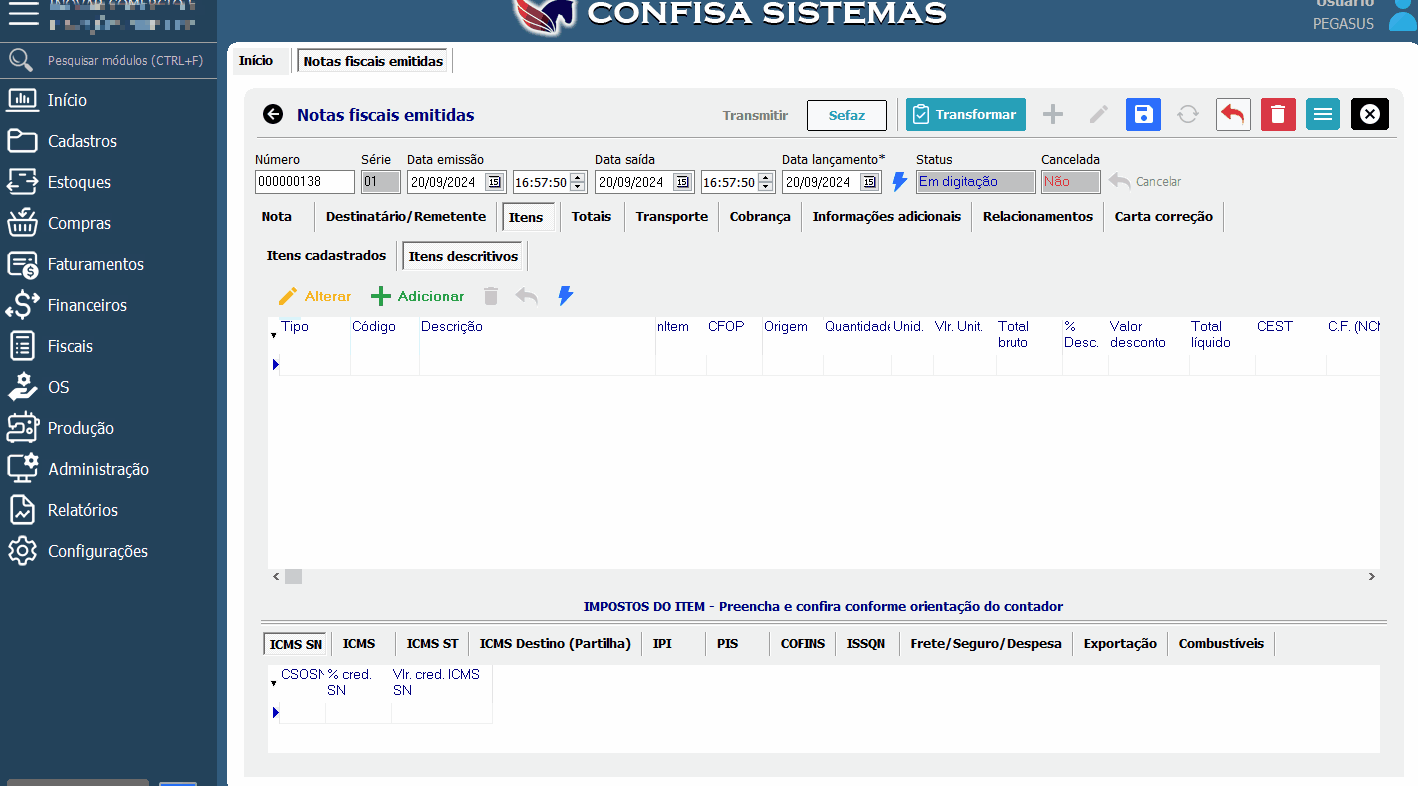 CONFISA SISTEMAS
Usuário
PEGASUS
Pesquisar módulos (CTRL+F)
Início
Cadastros
Estoques
Compras
Faturamentos
Financeiros
Fiscais
OS
Produção
Administração
Relatórios
Configurações
Início
Notas fiscais emitidas
Notas fiscais emitidas
Transmitir
Sefaz
Transformar
Número
Série
Data emissão
Data saída
Data lançamento*
Status
Cancelada
000000138
01
20/09/2024
15
16:57:50
20/09/2024
15
16:57:50
20/09/2024
15
Em digitação
Não
Cancelar
Nota
Destinatário/Remetente
Itens
Totais
Transporte
Cobrança
Informações adicionais
Relacionamentos
Carta correção
Itens cadastrados
Itens descritivos
Alterar
Adicionar
Tipo
Código
Descrição
nItem
CFOP
Origem
Quantidade
Unid.
Vlr. Unit.
Total
bruto
%
Desc.
Valor
desconto
Total
líquido
CEST
C.F. (NCM
IMPOSTOS DO ITEM - Preencha e confira conforme orientação do contador
ICMS SN
ICMS
ICMS ST
ICMS Destino (Partilha)
IPI
PIS
COFINS
ISSQN
Frete/Seguro/Despesa
Exportação
Combustíveis
CSOSN
% cred.
SN
Vlr. cred. ICMS
SN